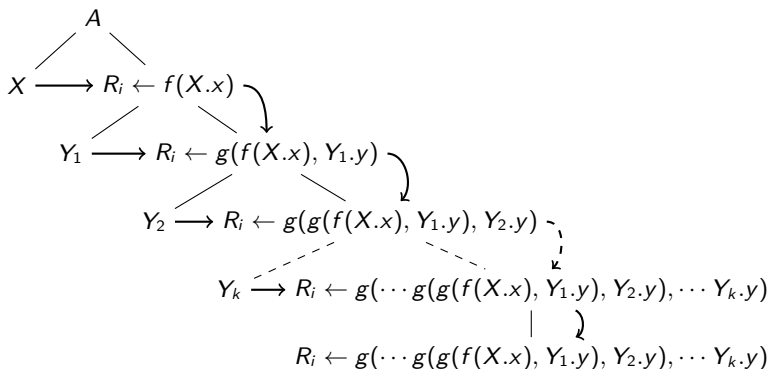 A
X R_i ← f(X.x)
Y_1 R_i ← g(f(X.x), Y_1.y)
Y_2 R_i ← g(g(f(X.x), Y_1.y), Y_2.y)
Y_k R_i ← g(⋯ g(g(f(X.x), Y_1.y), Y_2.y), ⋯ Y_k.y)
R_i ← g(⋯ g(g(f(X.x), Y_1.y), Y_2.y), ⋯ Y_k.y)